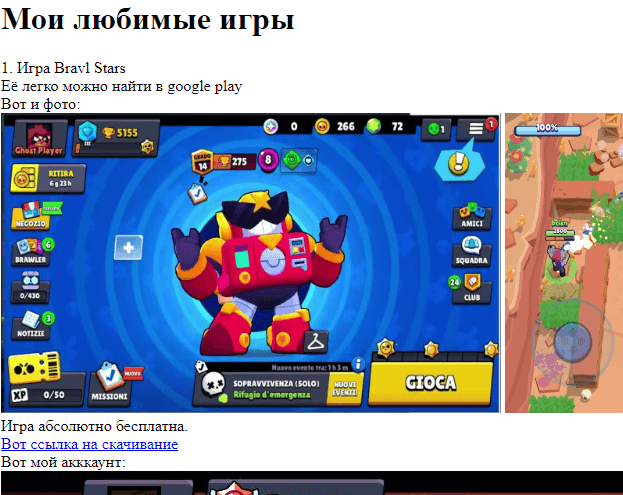 Мои любимые игры
1. Игра Bravl Stars
Её легко можно найти в google play
Вот и фото:
Ghost Player
5155
0
266
72
1
1
100%
RITIRA
6 g 23 h
GRADO
14
275
8
NEGOZIO
AMICI
BRAWLER
6
SQUADRA
0/430
24
CLUB
NOTIZIE
3
Nuovo evento tra: 1 h 3 m
XP
0/50
MISSIONI
NUOVE
SOPRAVVIVENZA (SOLO)
Rifugio d'emergenza
NUOVI
EVENTI
GIOCA
Игра абсолютно бесплатна.
Вот ссылка на скачивание
Вот мой акккаунт: